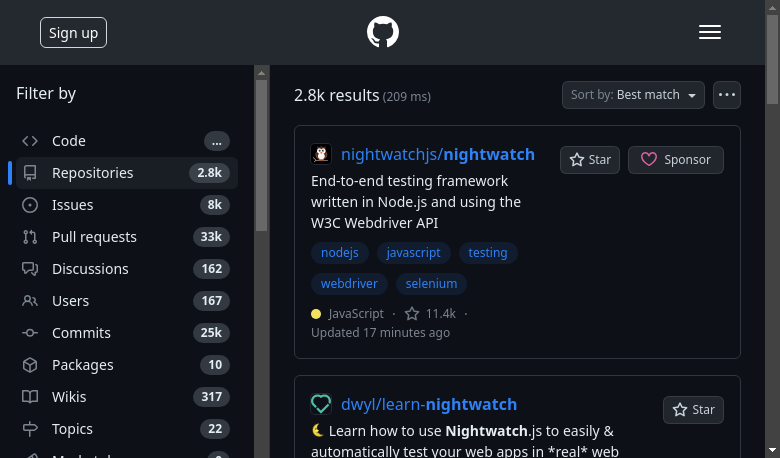 Sign up
Filter by
Code ...
Repositories 2.8k
Issues 8k
Pull requests 33k
Discussions 162
Users 167
Commits 25k
Packages 10
Wikis 317
Topics 22
2.8k results (209 ms)
Sort by: Best match
nightwatchjs/nightwatch
Star
Sponsor
End-to-end testing framework
written in Node.js and using the
W3C Webdriver API
nodejs javascript testing
webdriver selenium
JavaScript · 11.4k ·
Updated 17 minutes ago
dwyl/learn-nightwatch
Star
Learn how to use Nightwatch.js to easily &
automatically test your web apps in *real* web